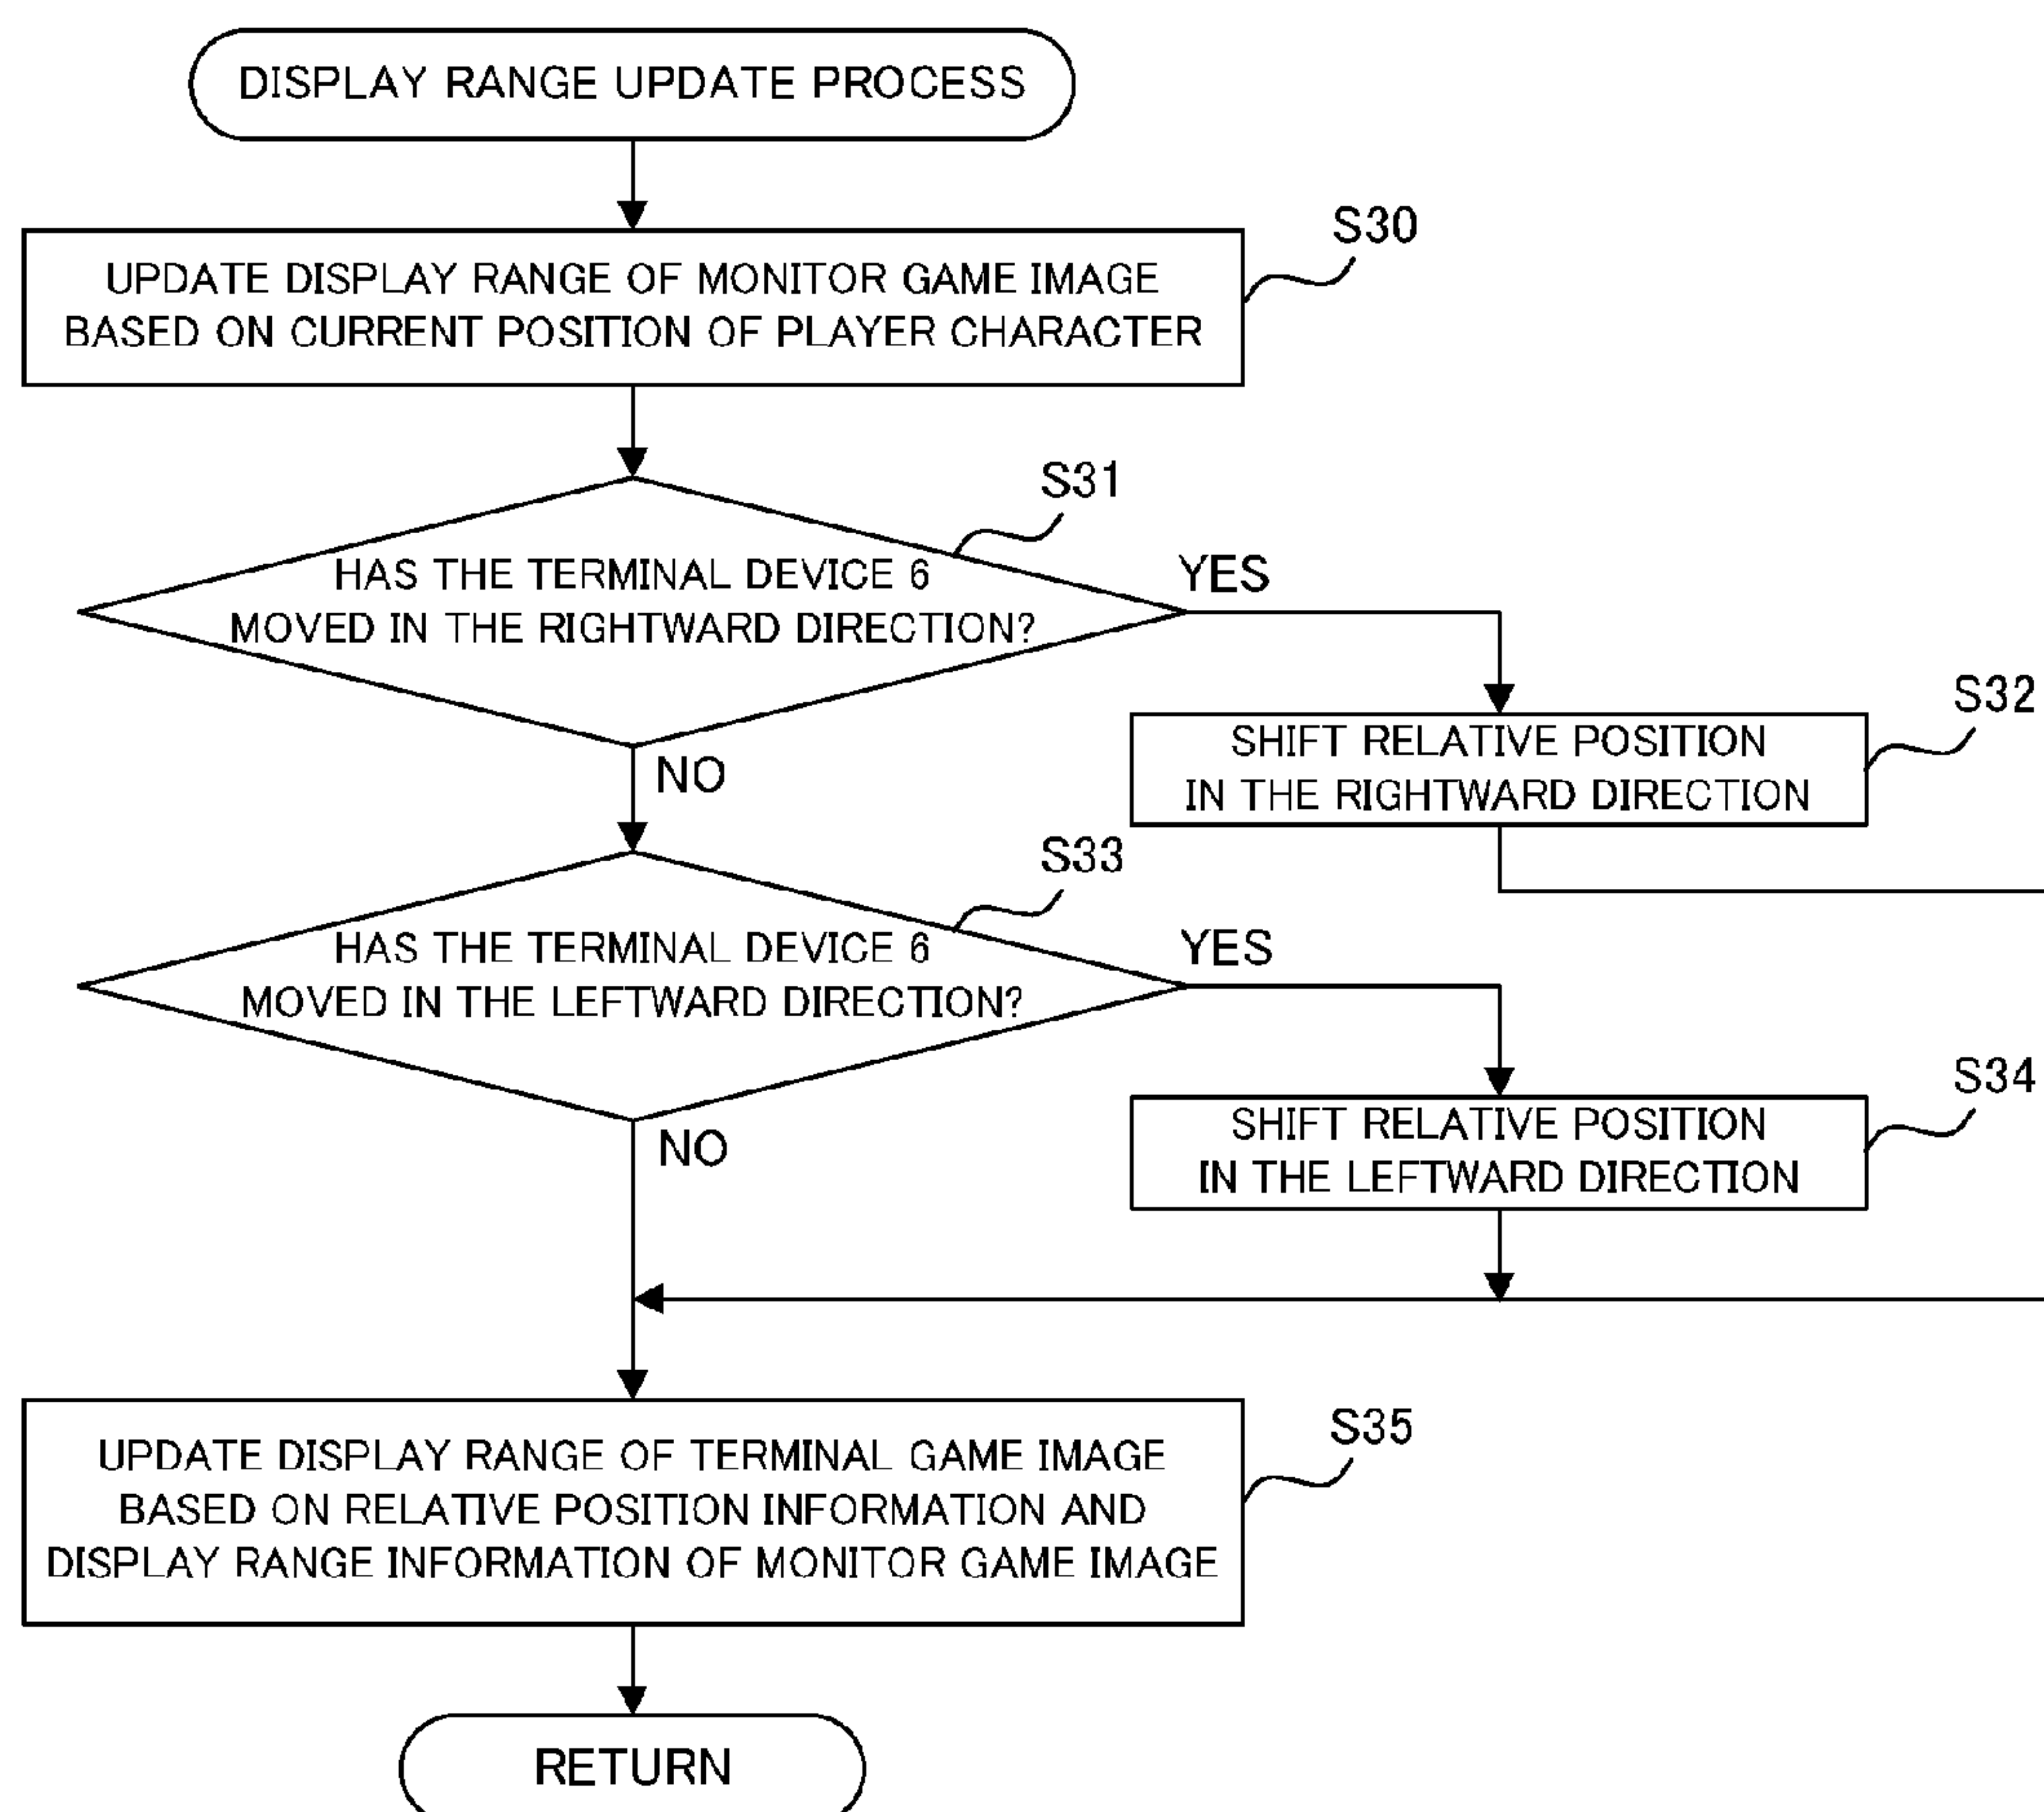 DISPLAY RANGE UPDATE PROCESS
S30
UPDATE DISPLAY RANGE OF MONITOR GAME IMAGE
BASED ON CURRENT POSITION OF PLAYER CHARACTER
S31
HAS THE TERMINAL DEVICE 6
MOVED IN THE RIGHTWARD DIRECTION?
YES
NO
S32
SHIFT RELATIVE POSITION
IN THE RIGHTWARD DIRECTION
S33
HAS THE TERMINAL DEVICE 6
MOVED IN THE LEFTWARD DIRECTION?
YES
NO
S34
SHIFT RELATIVE POSITION
IN THE LEFTWARD DIRECTION
S35
UPDATE DISPLAY RANGE OF TERMINAL GAME IMAGE
BASED ON RELATIVE POSITION INFORMATION AND
DISPLAY RANGE INFORMATION OF MONITOR GAME IMAGE
RETURN